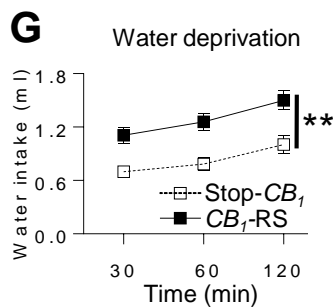 G
Water deprivation
Water intake (ml)
1.8
1.2
0.6
0.0
**
Stop-CB₁
CB₁-RS
30 60 120
Time (min)